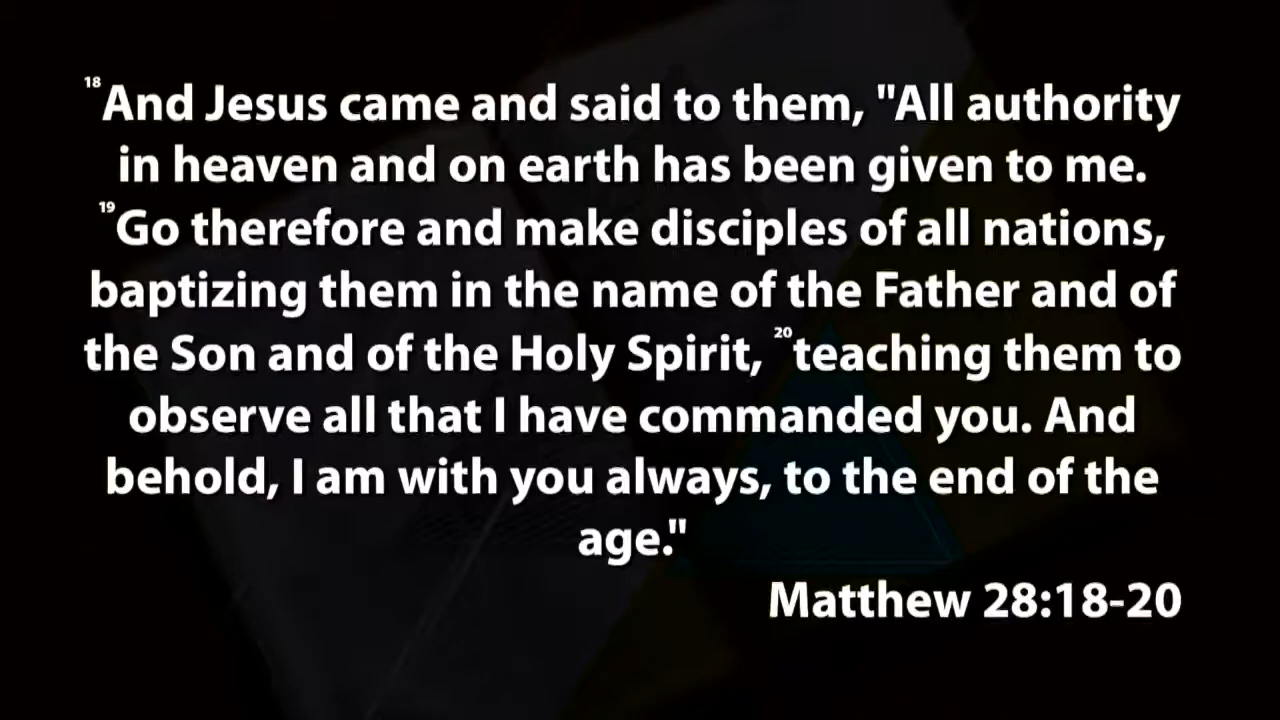 18And Jesus came and said to them, "All authority
in heaven and on earth has been given to me.
19Go therefore and make disciples of all nations,
baptizing them in the name of the Father and of
the Son and of the Holy Spirit, 20teaching them to
observe all that I have commanded you. And
behold, I am with you always, to the end of the
age."
Matthew 28:18-20